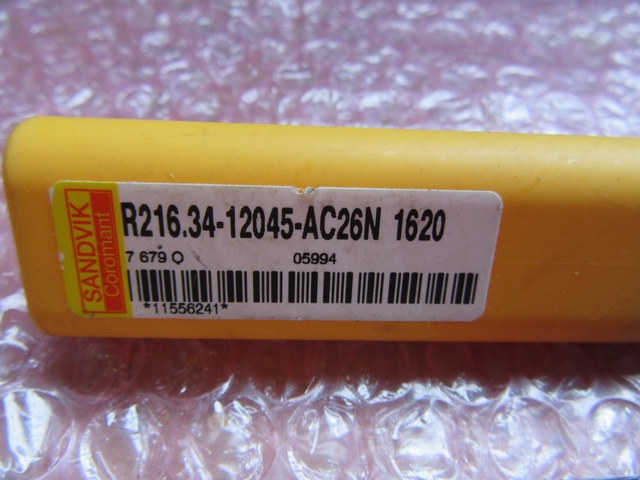 SANDVIK
Coromant
R216.34-12045-AC26N 1620
7 679 O 05994
*11556241*